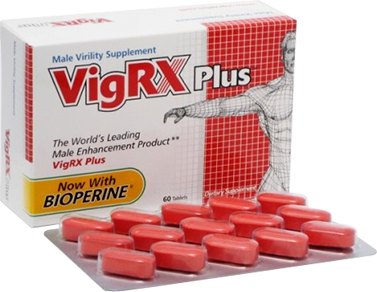 Male Virility Supplement
VigRX Plus
The World's Leading
Male Enhancement Product**
VigRX Plus
Now With
BIOPERINE®
60 Tablets
Dietary Supplement